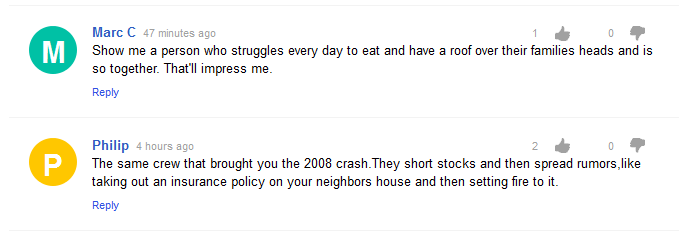 M
Marc C 47 minutes ago 1 0
Show me a person who struggles every day to eat and have a roof over their families heads and is
so together. That'll impress me.
Reply
P
Philip 4 hours ago 2 0
The same crew that brought you the 2008 crash.They short stocks and then spread rumors,like
taking out an insurance policy on your neighbors house and then setting fire to it.
Reply